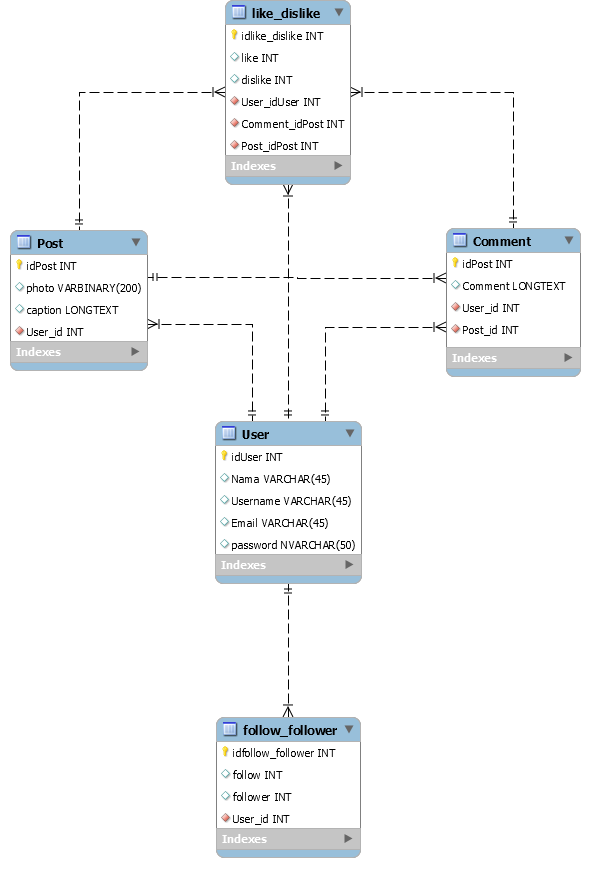 like_dislike
idlike_dislike INT
like INT
dislike INT
User_idUser INT
Comment_idPost INT
Post_idPost INT
Indexes
Post
idPost INT
photo VARBINARY(200)
caption LONGTEXT
User_id INT
Indexes
Comment
idPost INT
Comment LONGTEXT
User_id INT
Post_id INT
Indexes
User
idUser INT
Nama VARCHAR(45)
Username VARCHAR(45)
Email VARCHAR(45)
password NVARCHAR(50)
Indexes
follow_follower
idfollow_follower INT
follow INT
follower INT
User_id INT
Indexes